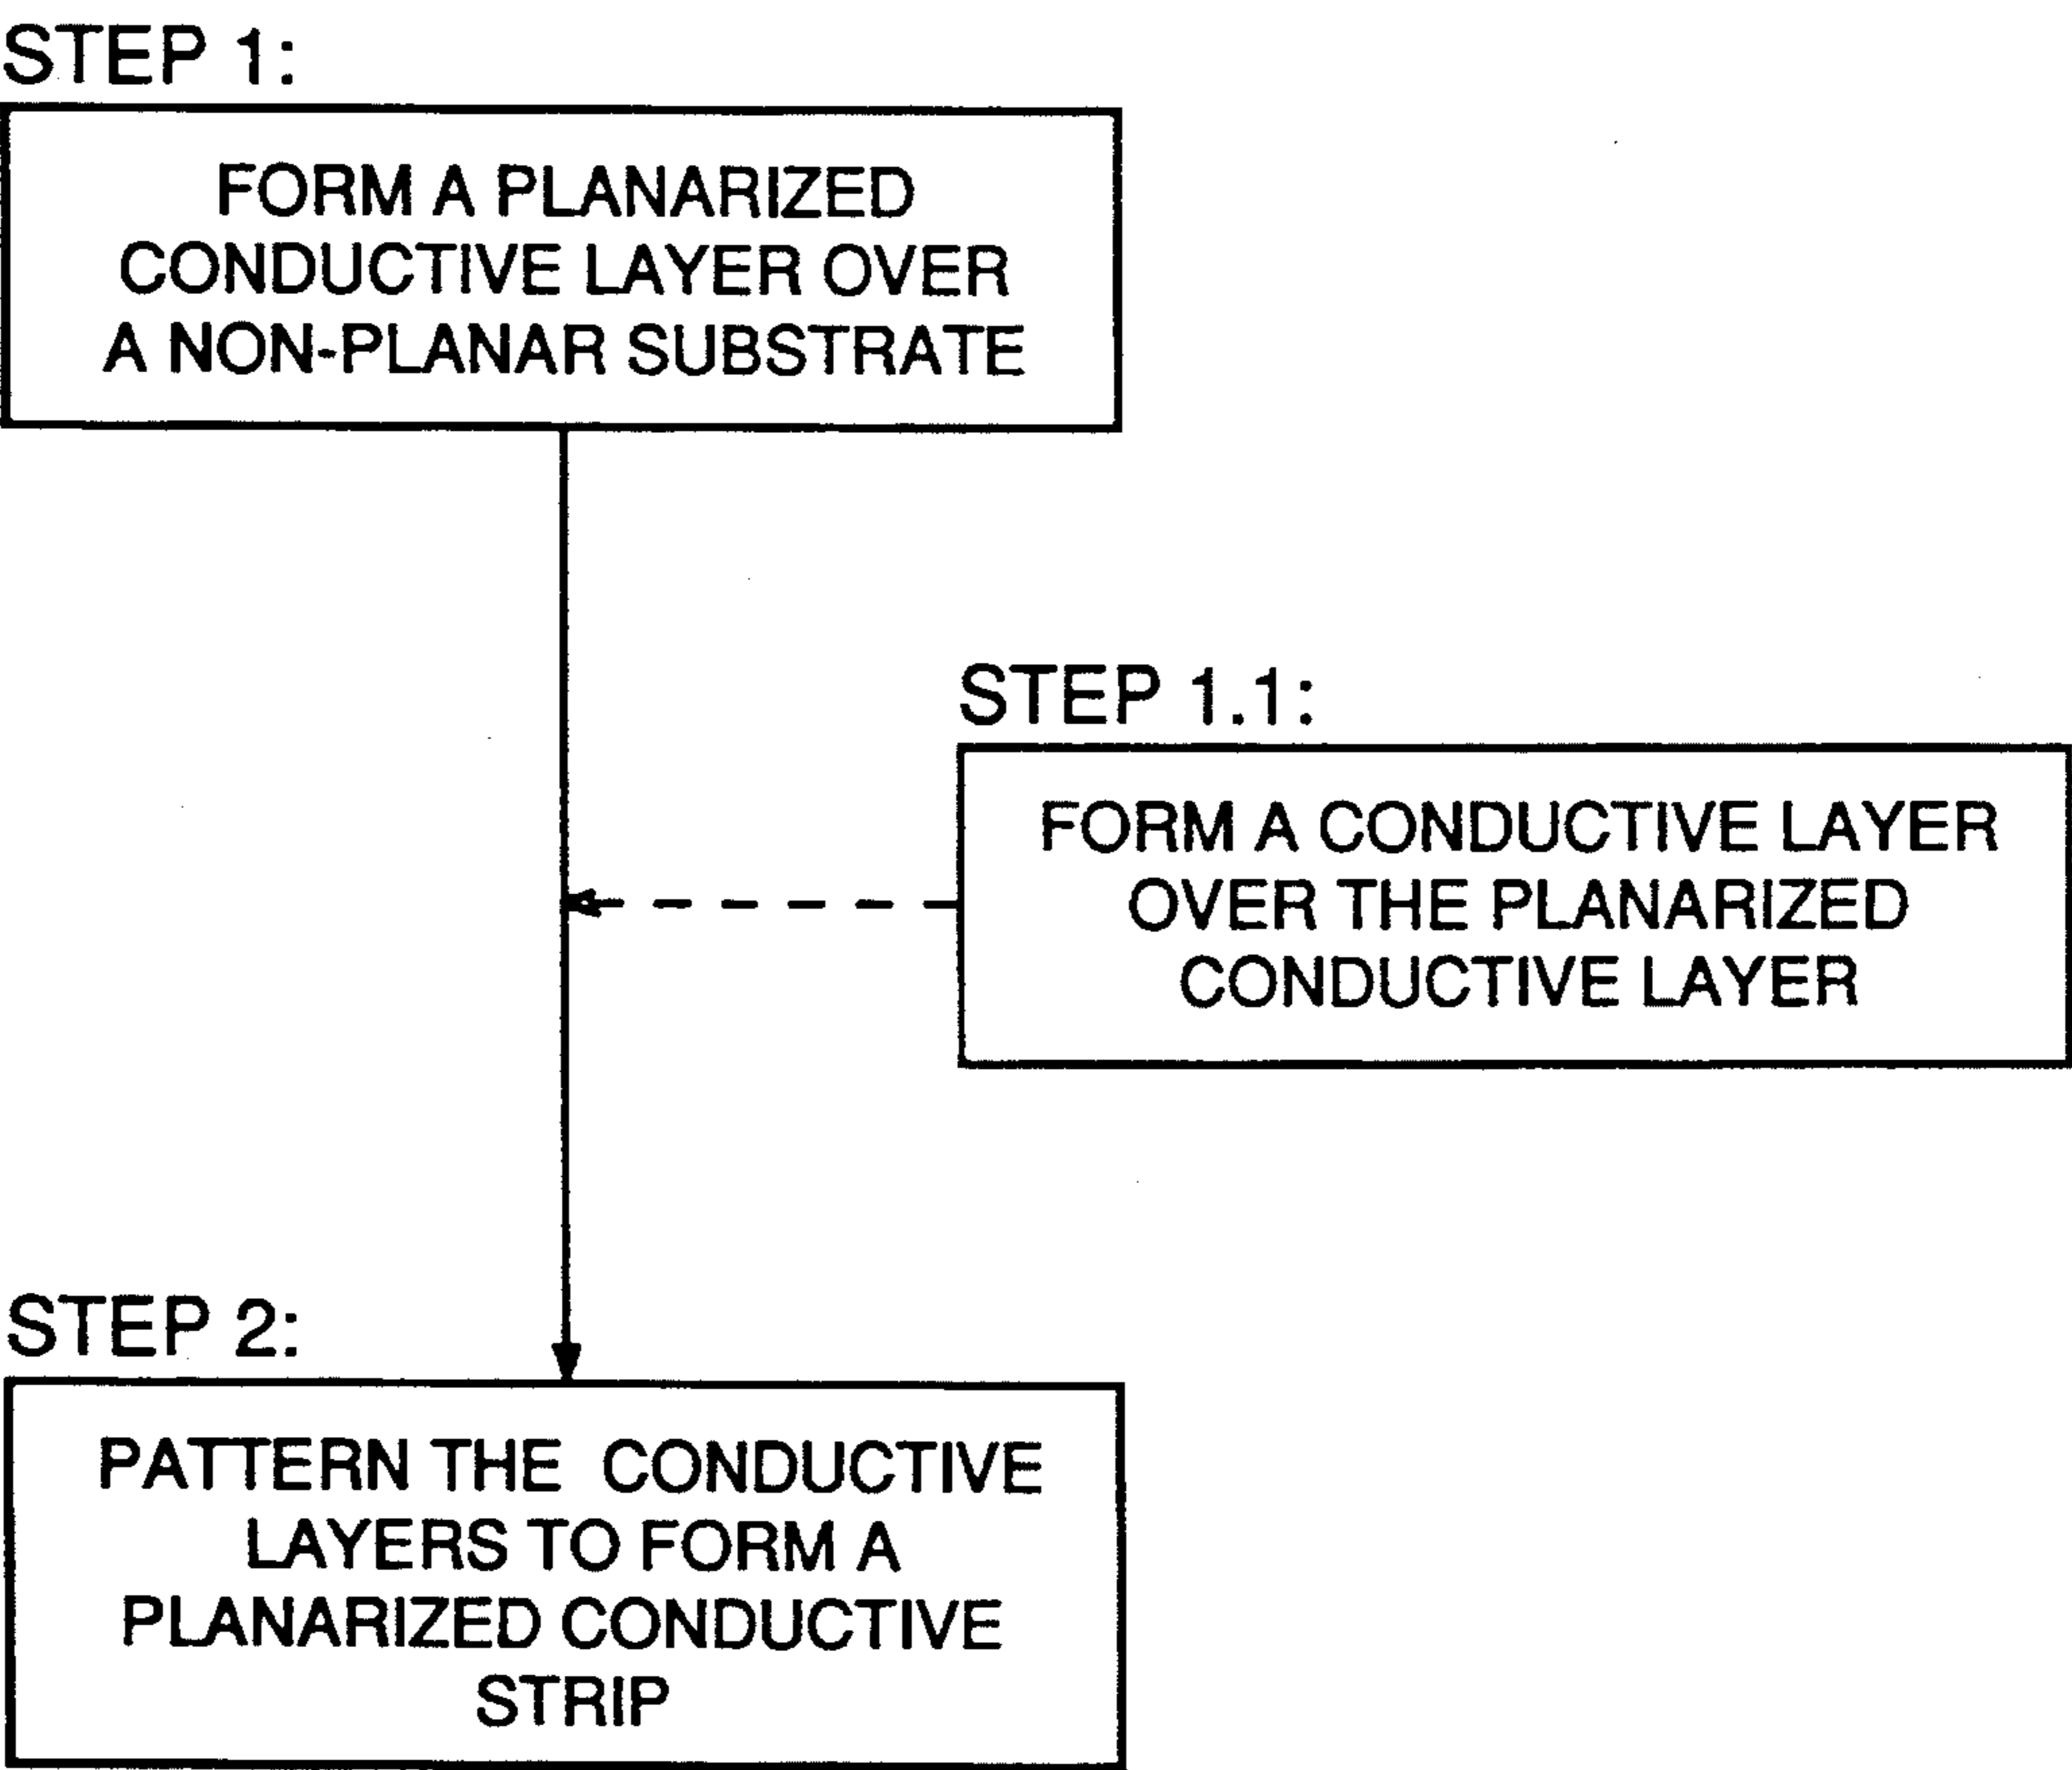 STEP 1:
FORM A PLANARIZED
CONDUCTIVE LAYER OVER
A NON-PLANAR SUBSTRATE
STEP 1.1:
FORM A CONDUCTIVE LAYER
OVER THE PLANARIZED
CONDUCTIVE LAYER
STEP 2:
PATTERN THE CONDUCTIVE
LAYERS TO FORM A
PLANARIZED CONDUCTIVE
STRIP